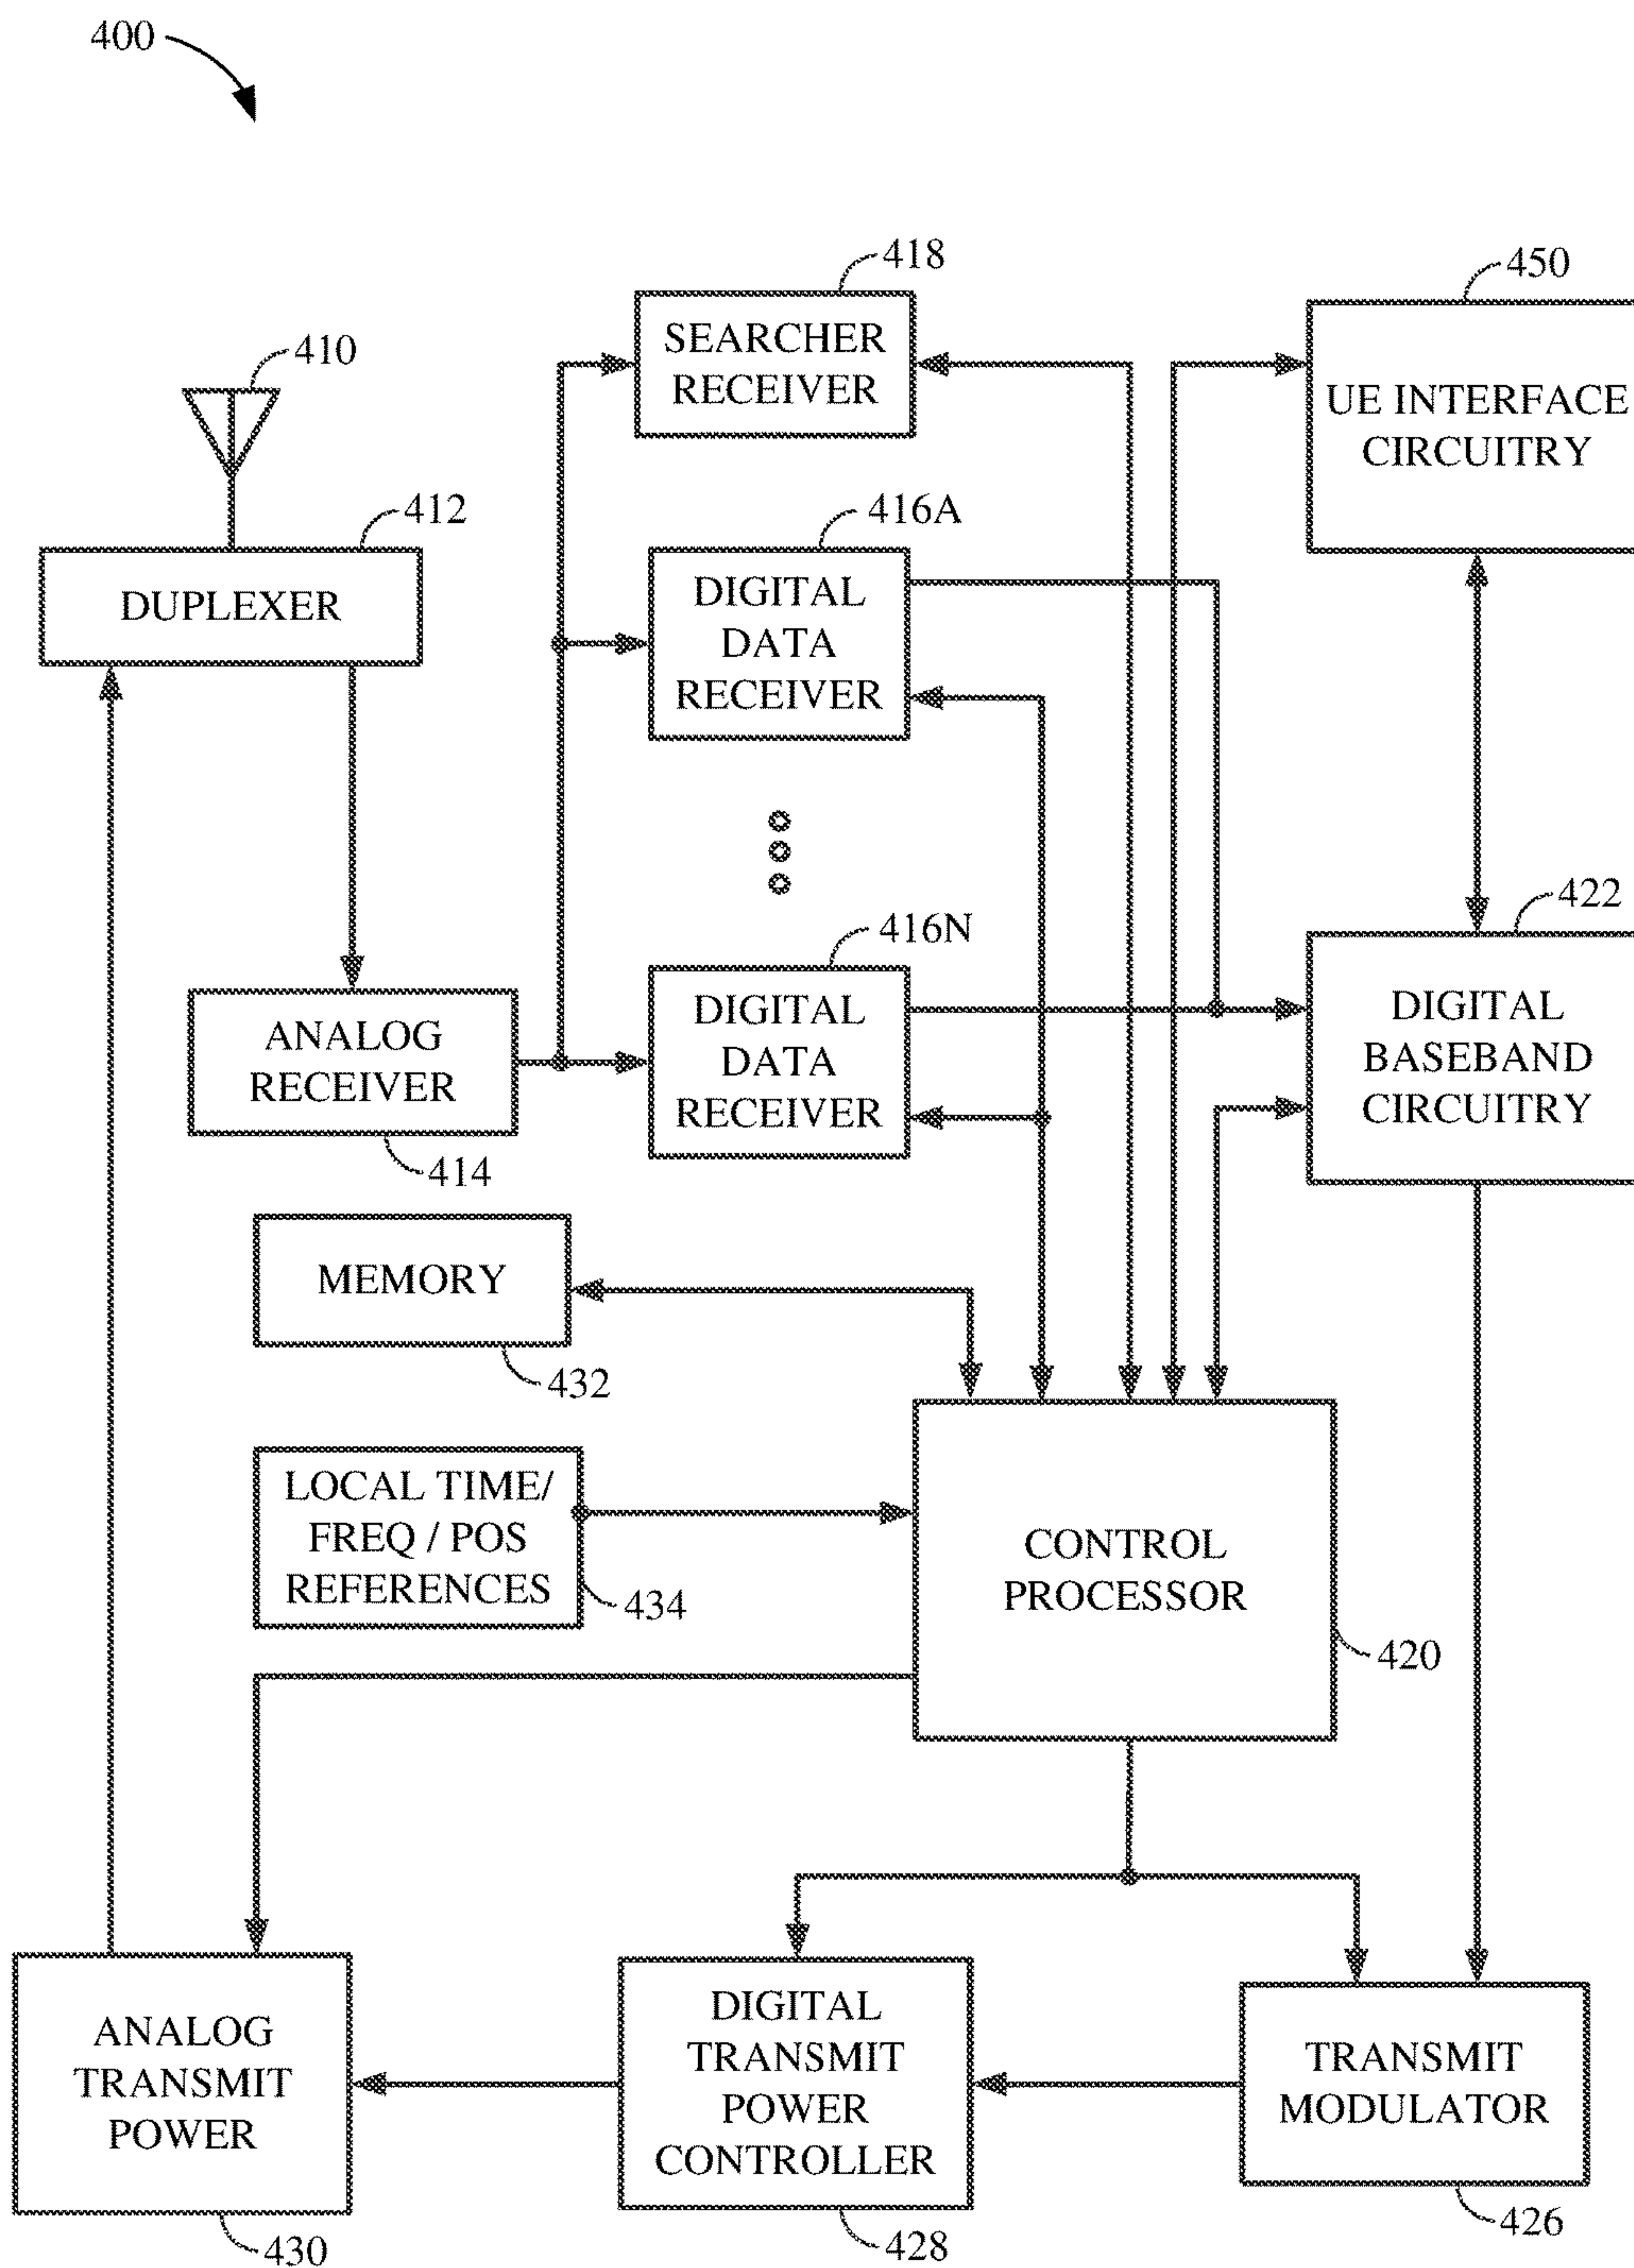 400
418
SEARCHER
RECEIVER
450
UE INTERFACE
CIRCUITRY
410
412
DUPLEXER
416A
DIGITAL
DATA
RECEIVER
416N
DIGITAL
DATA
RECEIVER
422
DIGITAL
BASEBAND
CIRCUITRY
ANALOG
RECEIVER
414
MEMORY
432
LOCAL TIME/
FREQ / POS
REFERENCES
434
CONTROL
PROCESSOR
420
ANALOG
TRANSMIT
POWER
430
DIGITAL
TRANSMIT
POWER
CONTROLLER
428
TRANSMIT
MODULATOR
426